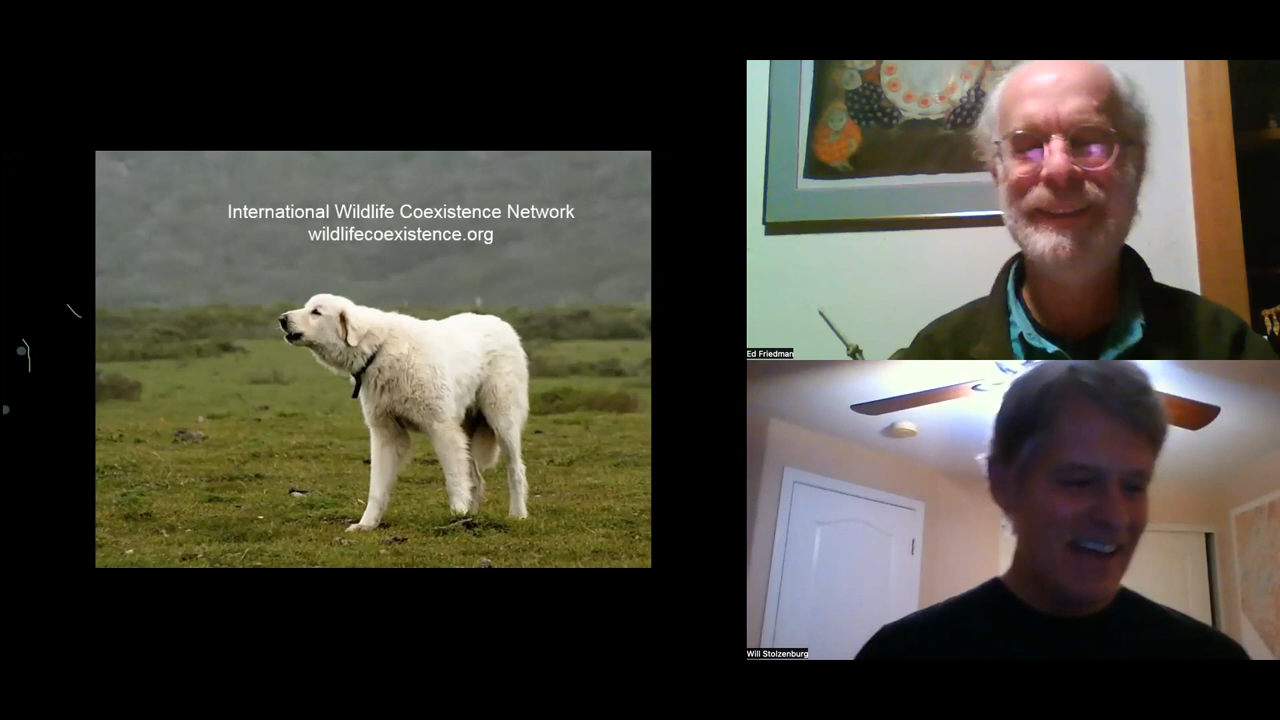 International Wildlife Coexistence Network
wildlifecoexistence.org
Ed Friedman
Will Stolzenburg